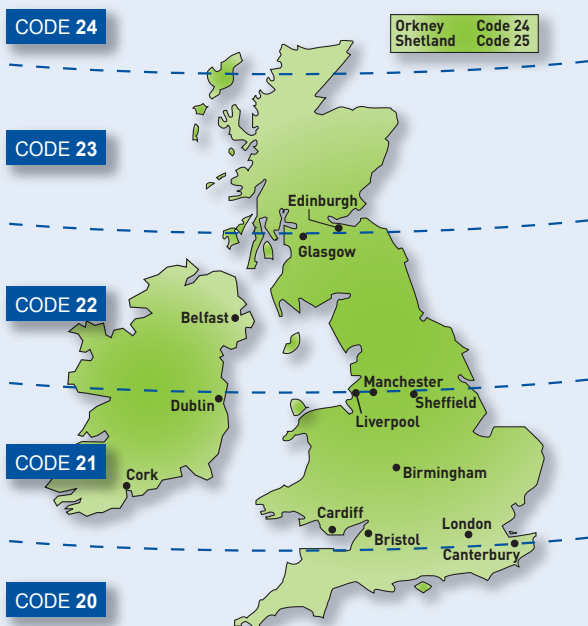 CODE 24
Orkney Code 24
Shetland Code 25
CODE 23
Edinburgh
Glasgow
CODE 22
Belfast
Manchester
Dublin
Sheffield
Liverpool
CODE 21
Birmingham
Cork
Cardiff
London
Bristol
Canterbury
CODE 20